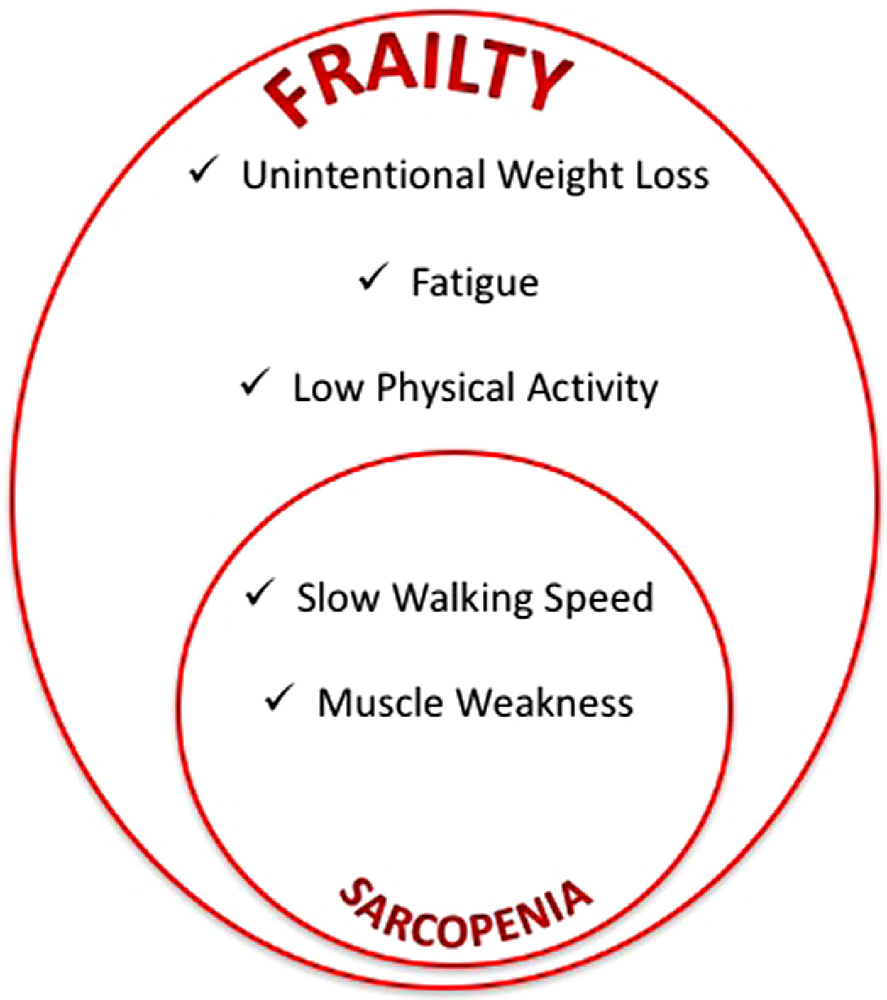 FRAILTY
✓ Unintentional Weight Loss
✓ Fatigue
✓ Low Physical Activity
✓ Slow Walking Speed
✓ Muscle Weakness
SARCOPENIA